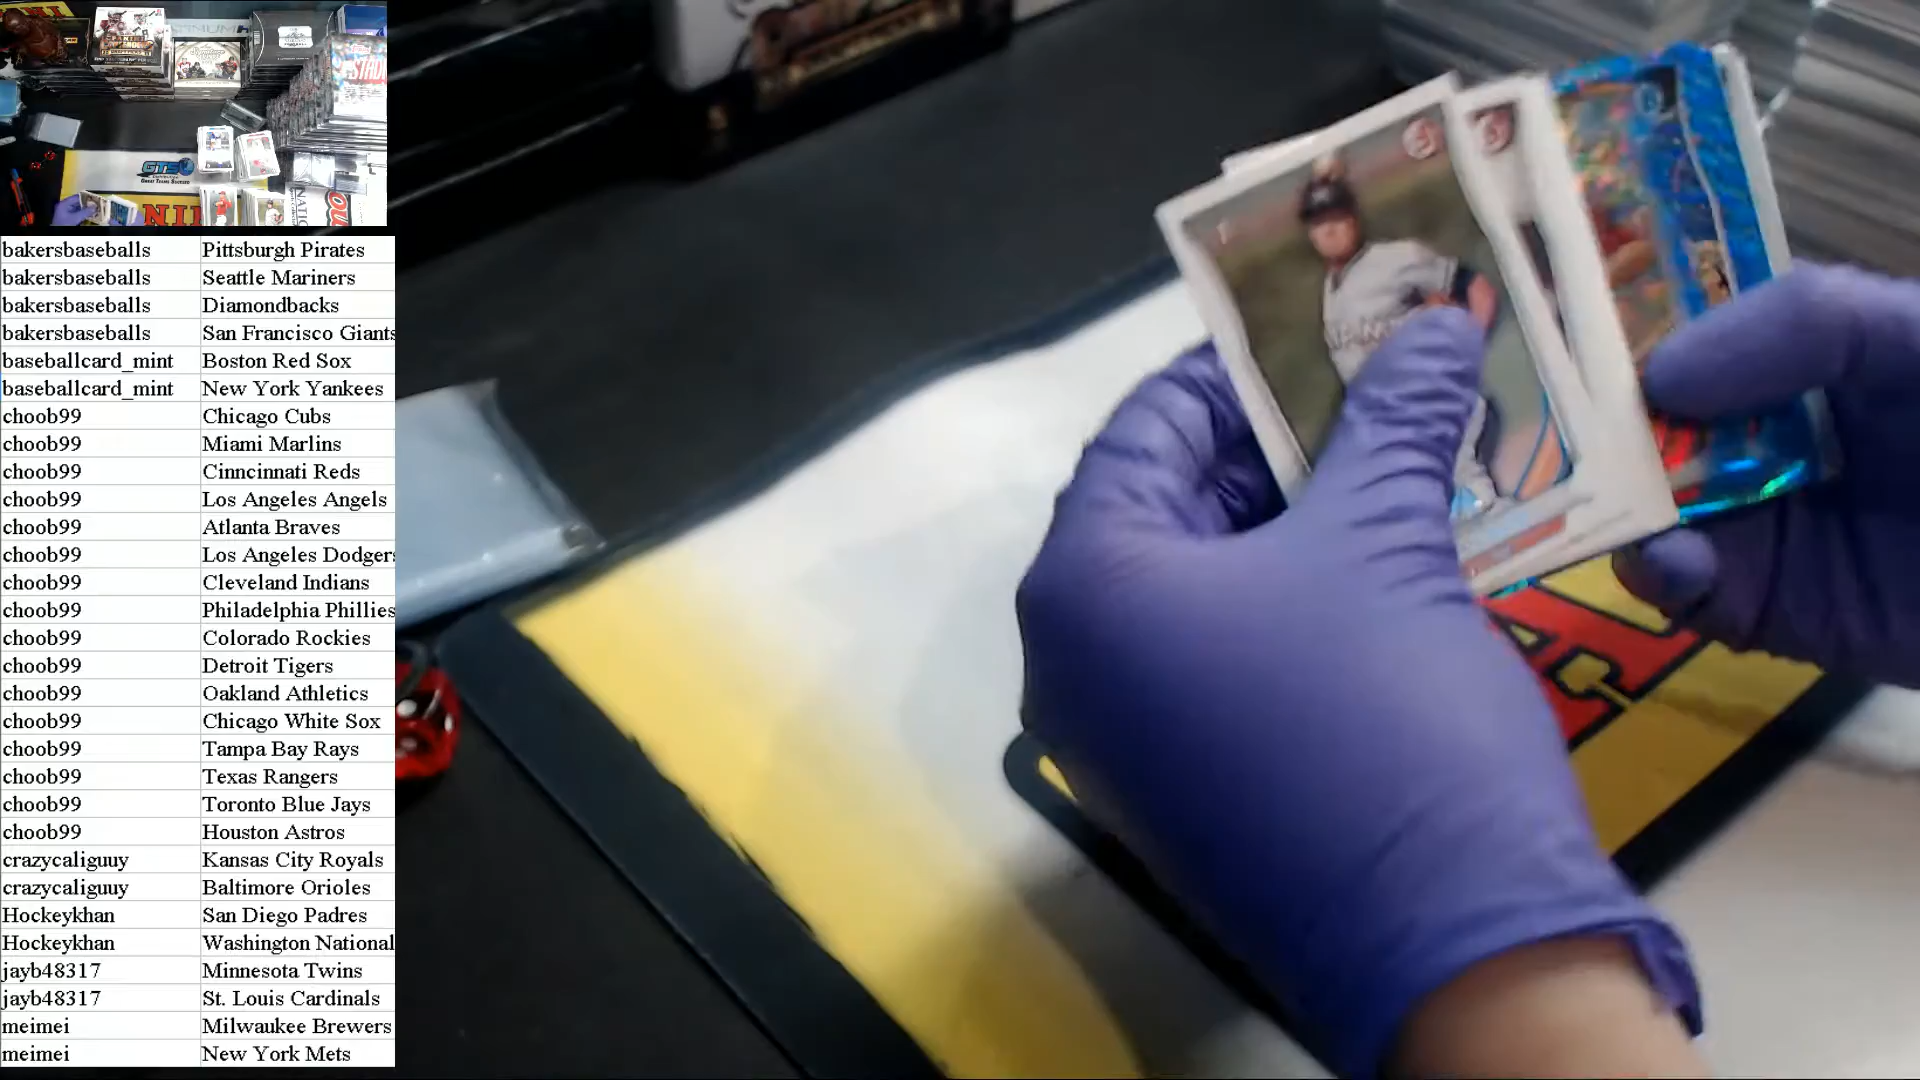 GTS
bakersbaseballs Pittsburgh Pirates
bakersbaseballs Seattle Mariners
bakersbaseballs Diamondbacks
bakersbaseballs San Francisco Giants
baseballcard_mint Boston Red Sox
baseballcard_mint New York Yankees
choob99 Chicago Cubs
choob99 Miami Marlins
choob99 Cinncinnati Reds
choob99 Los Angeles Angels
choob99 Atlanta Braves
choob99 Los Angeles Dodgers
choob99 Cleveland Indians
choob99 Philadelphia Phillies
choob99 Colorado Rockies
choob99 Detroit Tigers
choob99 Oakland Athletics
choob99 Chicago White Sox
choob99 Tampa Bay Rays
choob99 Texas Rangers
choob99 Toronto Blue Jays
choob99 Houston Astros
crazycaliguuy Kansas City Royals
crazycaliguuy Baltimore Orioles
Hockeykhan San Diego Padres
Hockeykhan Washington National
jayb48317 Minnesota Twins
jayb48317 St. Louis Cardinals
meimei Milwaukee Brewers
meimei New York Mets